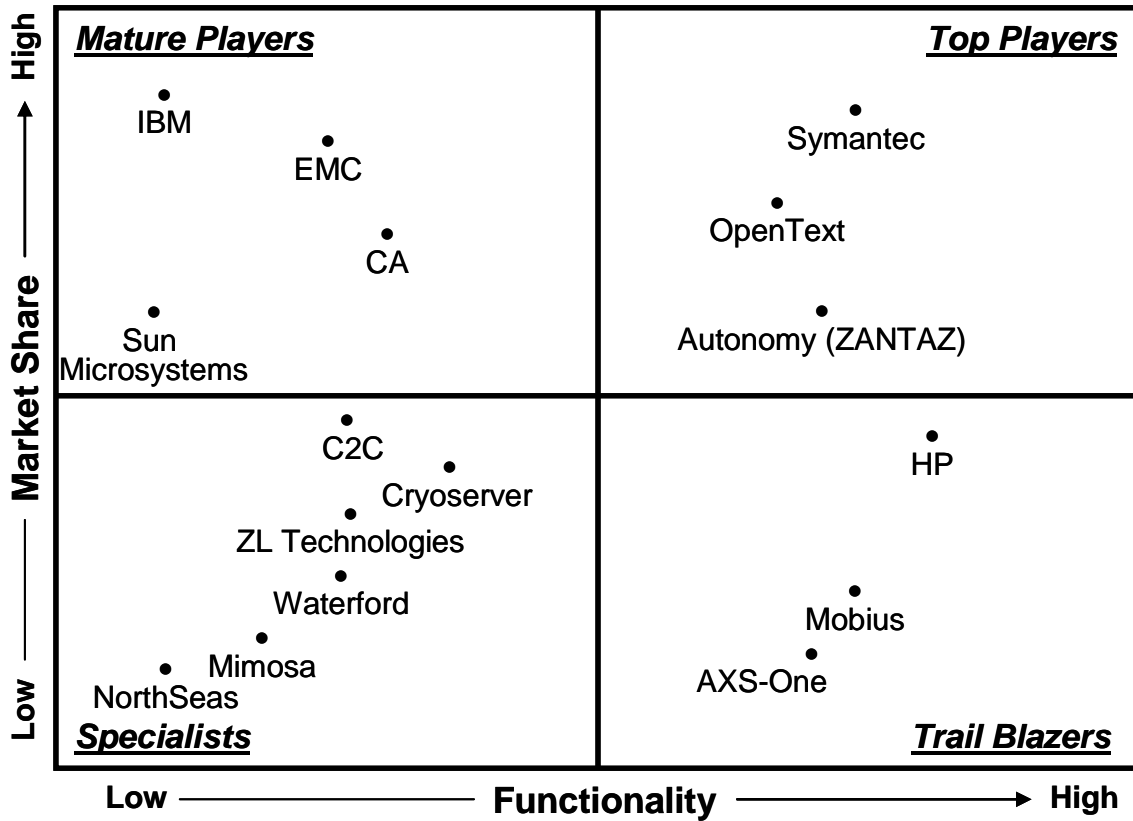 High
Mature Players
Top Players
IBM
Symantec
EMC
OpenText
CA
Sun
Microsystems
Autonomy (ZANTAZ)
Market Share
C2C
HP
Cryoserver
ZL Technologies
Waterford
Mobius
Mimosa
AXS-One
NorthSeas
Low
Specialists
Trail Blazers
Low
Functionality
High